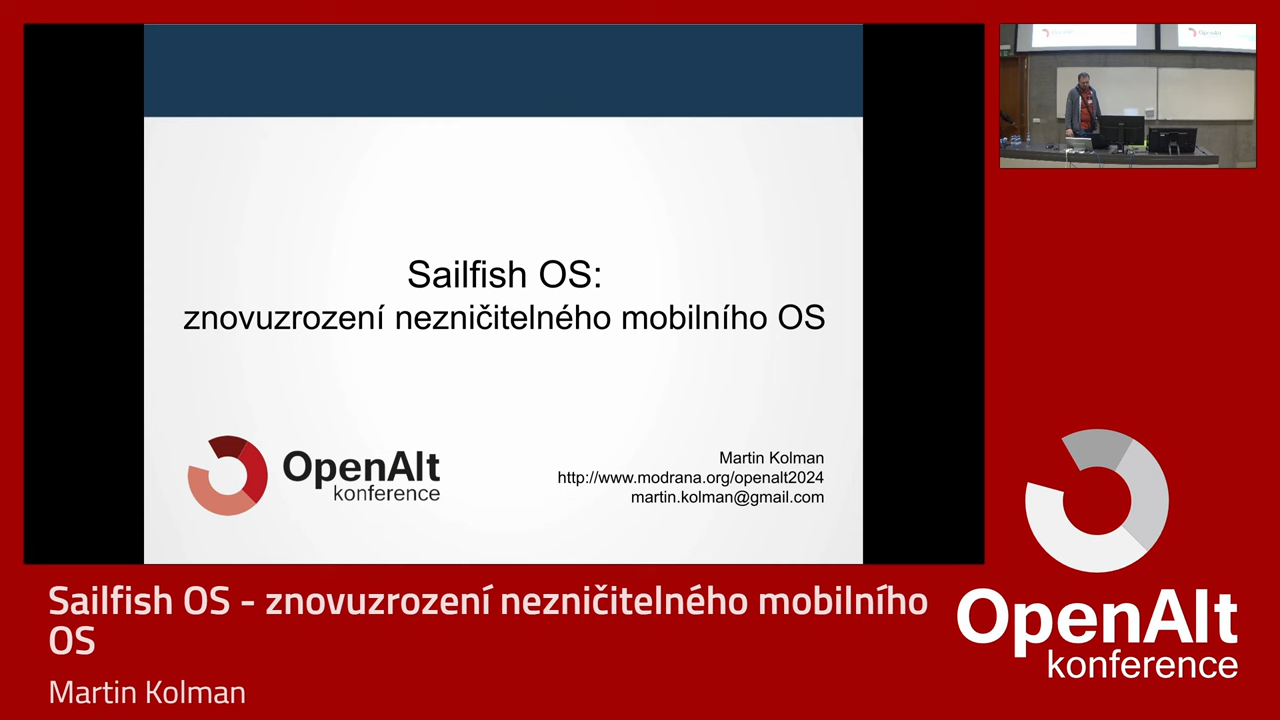 Sailfish OS:
znovuzrození nezničitelného mobilního OS
OpenAlt
konference
Martin Kolman
http://www.modrana.org/openalt2024
martin.kolman@gmail.com
Sailfish OS - znovuzrození nezničitelného mobilního
OS
Martin Kolman
OpenAlt
konference